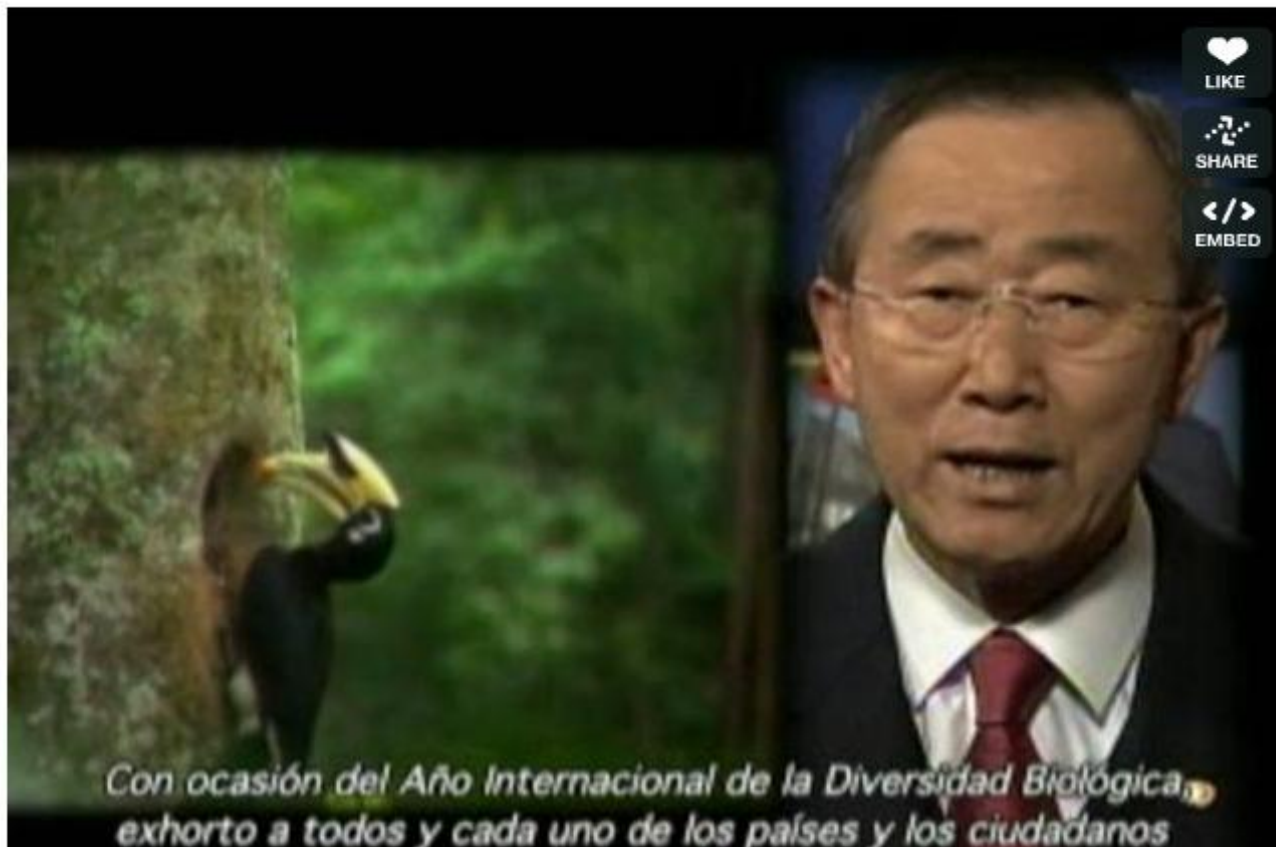 LIKE
SHARE
</>
EMBED
Con ocasión del Año Internacional de la Diversidad Biológica,
exhorto a todos y cada uno de los países y los ciudadanos